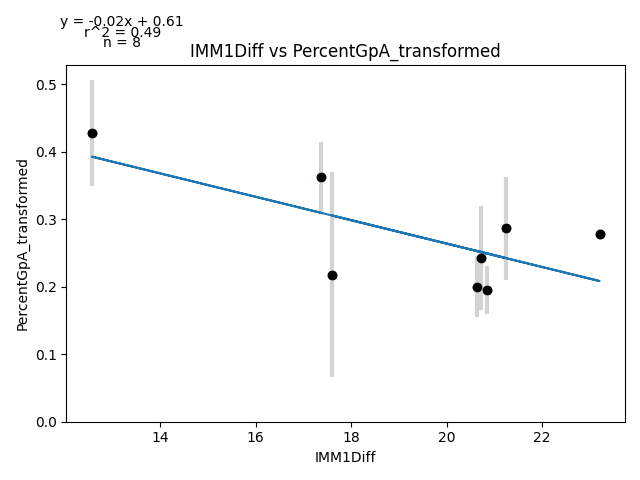 y = -0.02x + 0.61
r^2 = 0.49
n = 8
IMM1Diff vs PercentGpA_transformed
PercentGpA_transformed
0.5
0.4
0.3
0.2
0.1
0.0
14 16 18 20 22
IMM1Diff